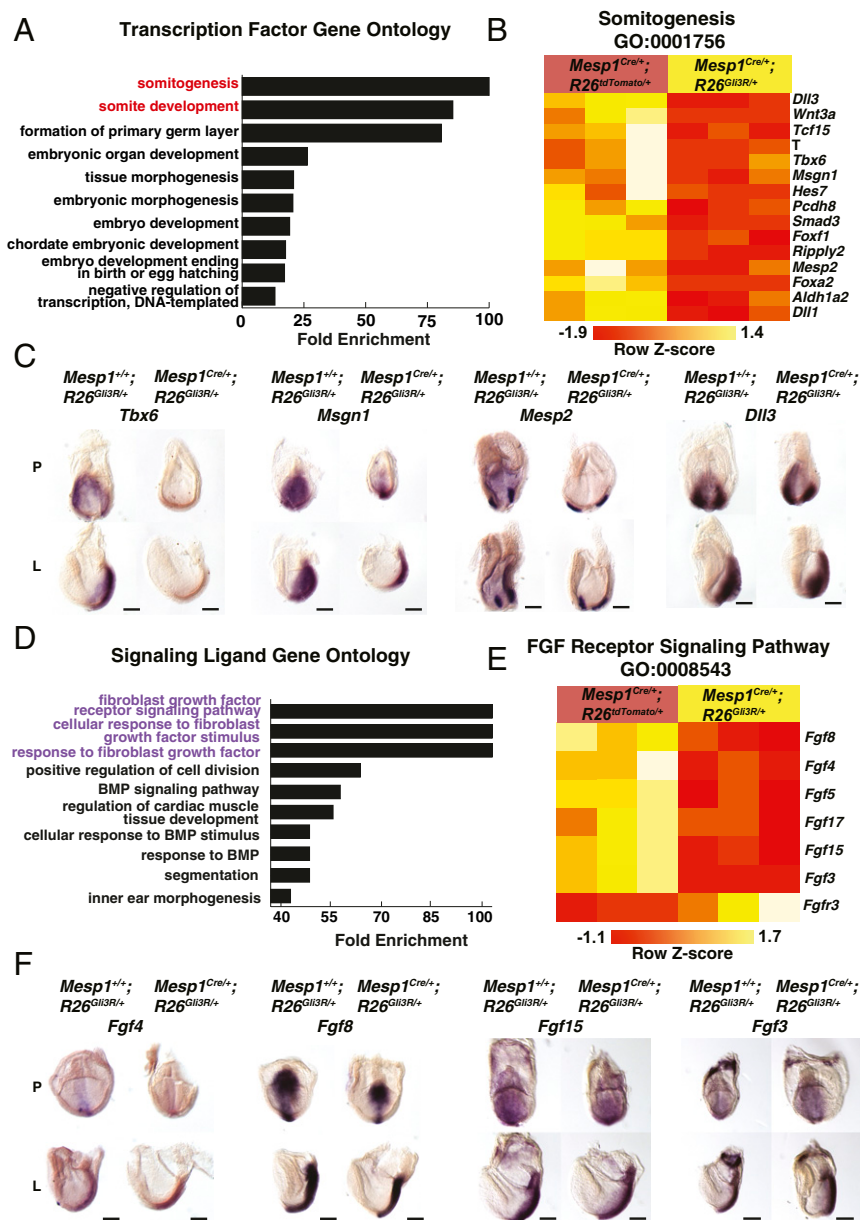 A
Transcription Factor Gene Ontology
somitogenesis
somite development
formation of primary germ layer
embryonic organ development
tissue morphogenesis
embryonic morphogenesis
embryo development
chordate embryonic development
embryo development ending
in birth or egg hatching
negative regulation of
transcription, DNA-templated
0 25 50 75 100
Fold Enrichment
B
Somitogenesis
GO:0001756
Mesp1Cre/+; Mesp1Cre/+;
R26tdTomato/+ R26Gli3R/+
Dll3
Wnt3a
Tcf15
T
Tbx6
Msgn1
Hes7
Pcdh8
Smad3
Foxf1
Ripply2
Mesp2
Foxa2
Aldh1a2
Dll1
-1.9 1.4
Row Z-score
C
Mesp1+/+; Mesp1Cre/+; Mesp1+/+; Mesp1Cre/+; Mesp1+/+; Mesp1Cre/+; Mesp1+/+; Mesp1Cre/+;
R26Gli3R/+ R26Gli3R/+ R26Gli3R/+ R26Gli3R/+ R26Gli3R/+ R26Gli3R/+ R26Gli3R/+ R26Gli3R/+
Tbx6 Msgn1 Mesp2 Dll3
P
L
D
Signaling Ligand Gene Ontology
fibroblast growth factor
receptor signaling pathway
cellular response to fibroblast
growth factor stimulus
response to fibroblast growth factor
positive regulation of cell division
BMP signaling pathway
regulation of cardiac muscle
tissue development
cellular response to BMP stimulus
response to BMP
segmentation
inner ear morphogenesis
40 55 70 85 100
Fold Enrichment
E
FGF Receptor Signaling Pathway
GO:0008543
Mesp1Cre/+; Mesp1Cre/+;
R26tdTomato/+ R26Gli3R/+
Fgf8
Fgf4
Fgf5
Fgf17
Fgf15
Fgf3
Fgfr3
-1.1 1.7
Row Z-score
F
Mesp1+/+; Mesp1Cre/+; Mesp1+/+; Mesp1Cre/+; Mesp1+/+; Mesp1Cre/+; Mesp1+/+; Mesp1Cre/+;
R26Gli3R/+ R26Gli3R/+ R26Gli3R/+ R26Gli3R/+ R26Gli3R/+ R26Gli3R/+ R26Gli3R/+ R26Gli3R/+
Fgf4 Fgf8 Fgf15 Fgf3
P
L